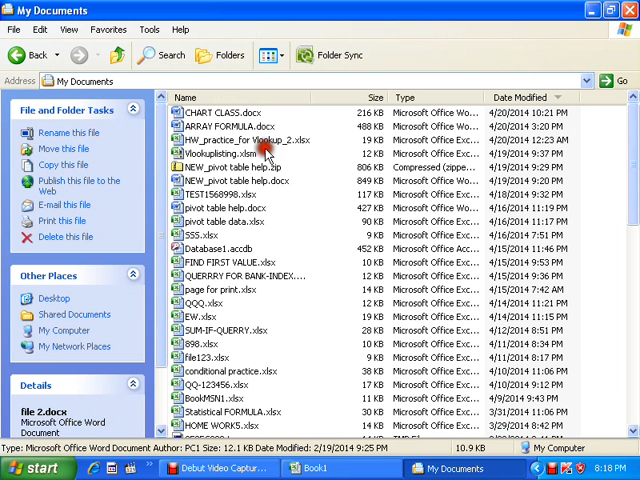 My Documents
File Edit View Favorites Tools Help
Back Search Folders Folder Sync
Address My Documents Go
File and Folder Tasks
Rename this file
Move this file
Copy this file
Publish this file to the
Web
E-mail this file
Print this file
Delete this file
Other Places
Desktop
Shared Documents
My Computer
My Network Places
Details
file 2.docx
Microsoft Office Word
Document
Name Size Type Date Modified
CHART CLASS.docx 216 KB Microsoft Office Wo... 4/20/2014 10:21 PM
ARRAY FORMULA.docx 488 KB Microsoft Office Wo... 4/20/2014 3:20 PM
HW_practice_for Vlookup_2.xlsx 19 KB Microsoft Office Exc... 4/20/2014 12:23 AM
Vlookuplisting.xlsm 12 KB Microsoft Office Exc... 4/19/2014 9:37 PM
NEW_pivot table help.zip 806 KB Compressed (zippe... 4/19/2014 9:29 PM
NEW_pivot table help.docx 819 KB Microsoft Office Wo... 4/19/2014 9:20 PM
TEST1568998.xlsx 117 KB Microsoft Office Exc... 4/18/2014 9:32 PM
pivot table help.docx 427 KB Microsoft Office Wo... 4/16/2014 11:21 PM
pivot table data.xlsx 90 KB Microsoft Office Exc... 4/16/2014 11:17 PM
SSS.xlsx 9 KB Microsoft Office Exc... 4/16/2014 7:51 PM
Database1.accdb 452 KB Microsoft Office Acc... 4/15/2014 11:46 PM
FIND FIRST VALUE.xlsx 10 KB Microsoft Office Exc... 4/15/2014 9:53 PM
QUERRRY FOR BANK-INDEX.... 9 KB Microsoft Office Exc... 4/15/2014 9:36 PM
page for print.xlsx 14 KB Microsoft Office Exc... 4/15/2014 7:42 AM
QQQ.xlsx 12 KB Microsoft Office Exc... 4/14/2014 11:21 PM
EW.xlsx 17 KB Microsoft Office Exc... 4/14/2014 11:15 PM
SUM-IF-QUERRY.xlsx 28 KB Microsoft Office Exc... 4/12/2014 8:51 PM
898.xlsx 10 KB Microsoft Office Exc... 4/11/2014 8:34 PM
file123.xlsx 9 KB Microsoft Office Exc... 4/11/2014 8:17 PM
conditional practice.xlsx 38 KB Microsoft Office Exc... 4/10/2014 11:17 PM
QQ-123456.xlsx 17 KB Microsoft Office Exc... 4/10/2014 9:12 PM
BookMSN1.xlsx 14 KB Microsoft Office Exc... 4/9/2014 9:43 PM
Statistical FORMULA.xlsx 30 KB Microsoft Office Exc... 3/31/2014 11:06 PM
HOME WORKS.xlsx 14 KB Microsoft Office Exc... 3/31/2014 11:04 PM
Type: Microsoft Office Word Document Author: PC1 Size: 12.1 KB Date Modified: 2/19/2014 9:25 PM 10.9 KB My Computer
start Debut Video Captur... Book1 My Documents 8:18 PM